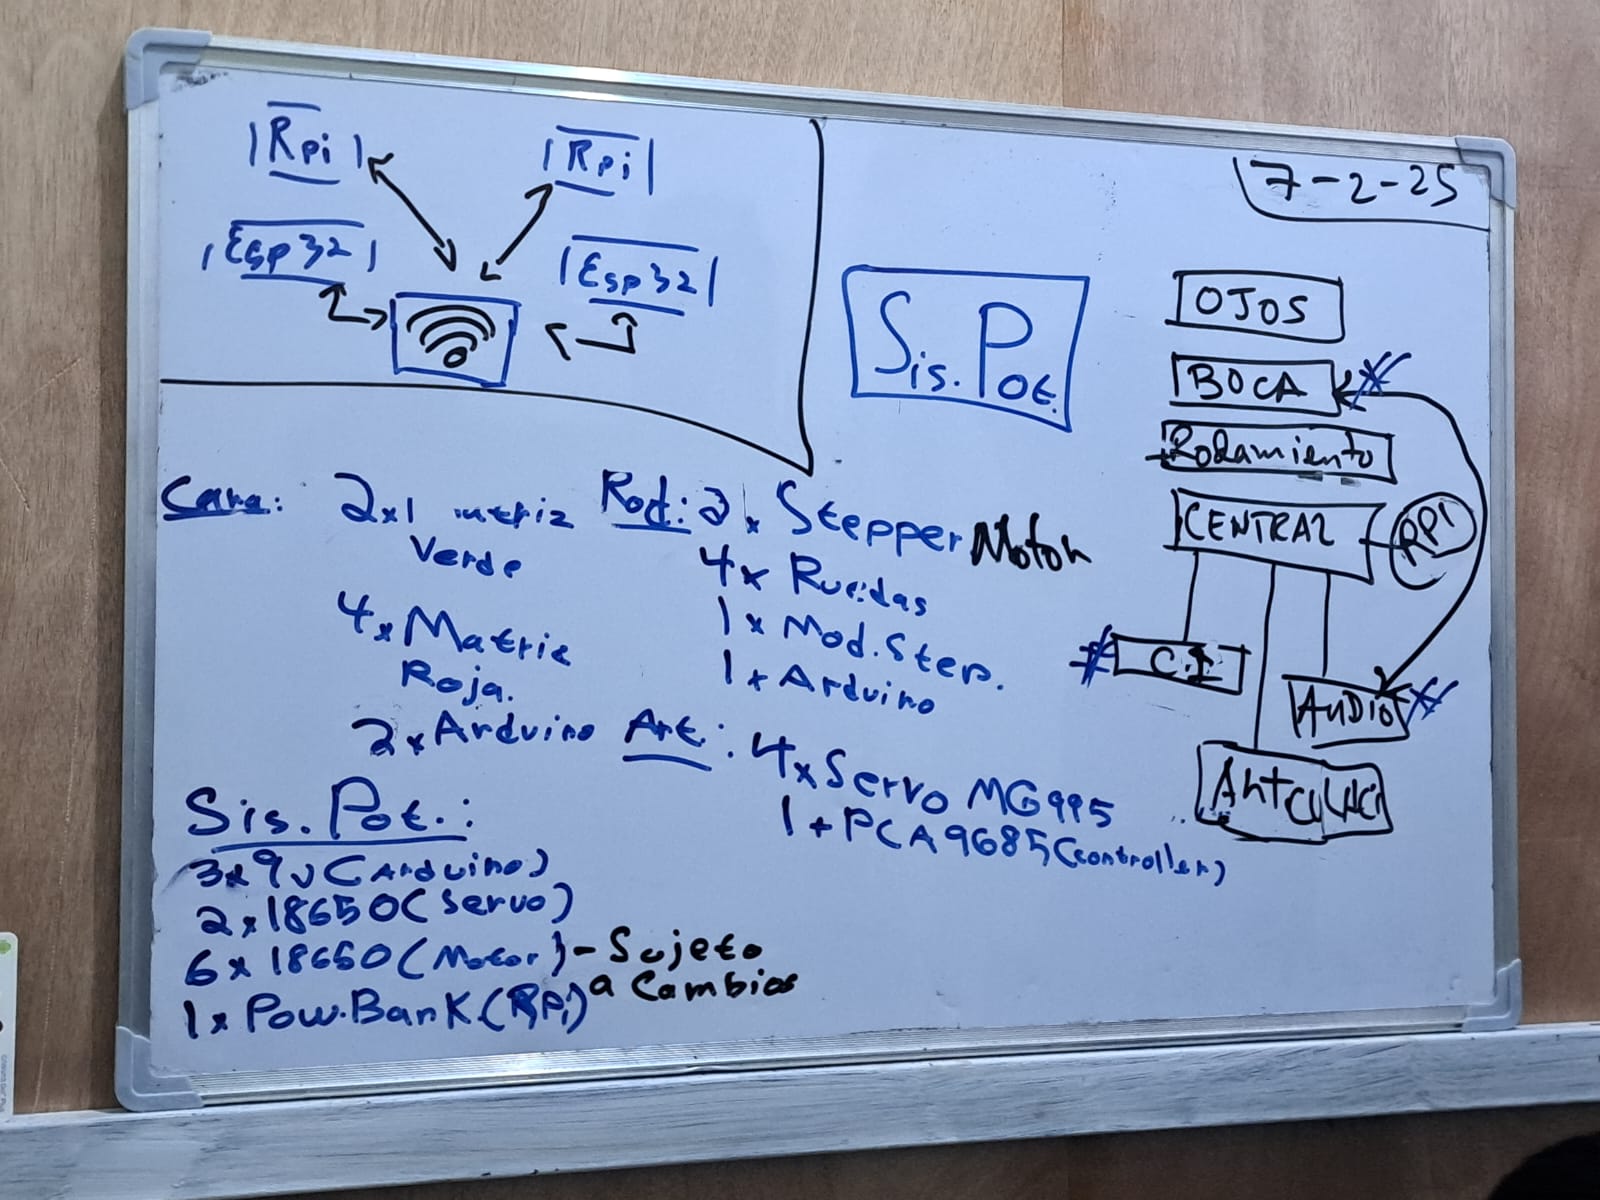 Rpi
Rpi
Esp32
Esp32
7-2-25
Sis. Pot.
OJOS
BOCA
Rodamiento
CENTRAL
RPI
C.I
AUDIO
Cara:
2x1 matriz
Verde
4x Matriz
Roja.
2x Arduino
Rod: 2x Stepper Motor
4x Ruedas
1x Mod. Step.
1x Arduino
Art: 4x Servo MG995
1x PCA9685 (controller)
Sis. Pot.:
3x 9v (Arduino)
2x 18650 (Servo)
6x 18650 (Motor) - Sujeto
a Cambios
1x Pow. Bank (RPi)